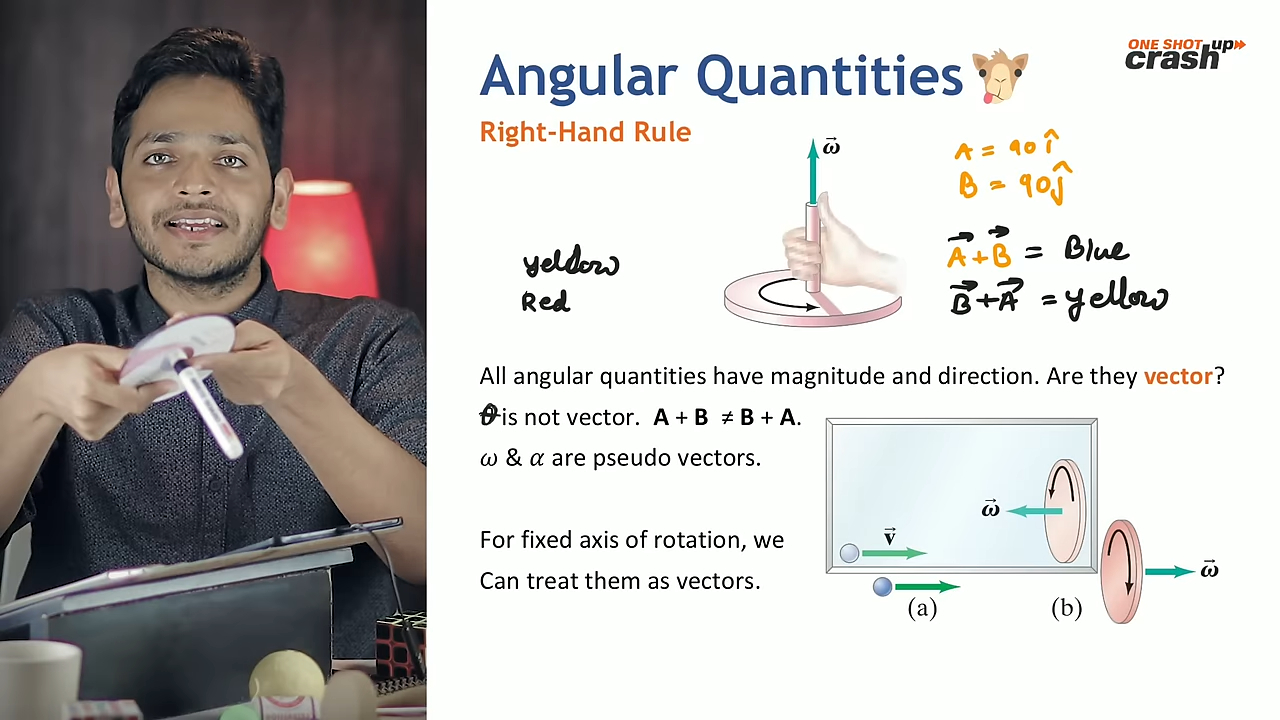 ONE SHOT
crash up
Angular Quantities
Right-Hand Rule
ω⃗
A = 90 î
B = 90 ĵ
yellow
Red
A⃗ + B⃗ = Blue
B⃗ + A⃗ = yellow
All angular quantities have magnitude and direction. Are they vector?
θ is not vector. A + B ≠ B + A.
ω & α are pseudo vectors.
For fixed axis of rotation, we
Can treat them as vectors.
ω⃗
v⃗
ω⃗
(a)
(b)